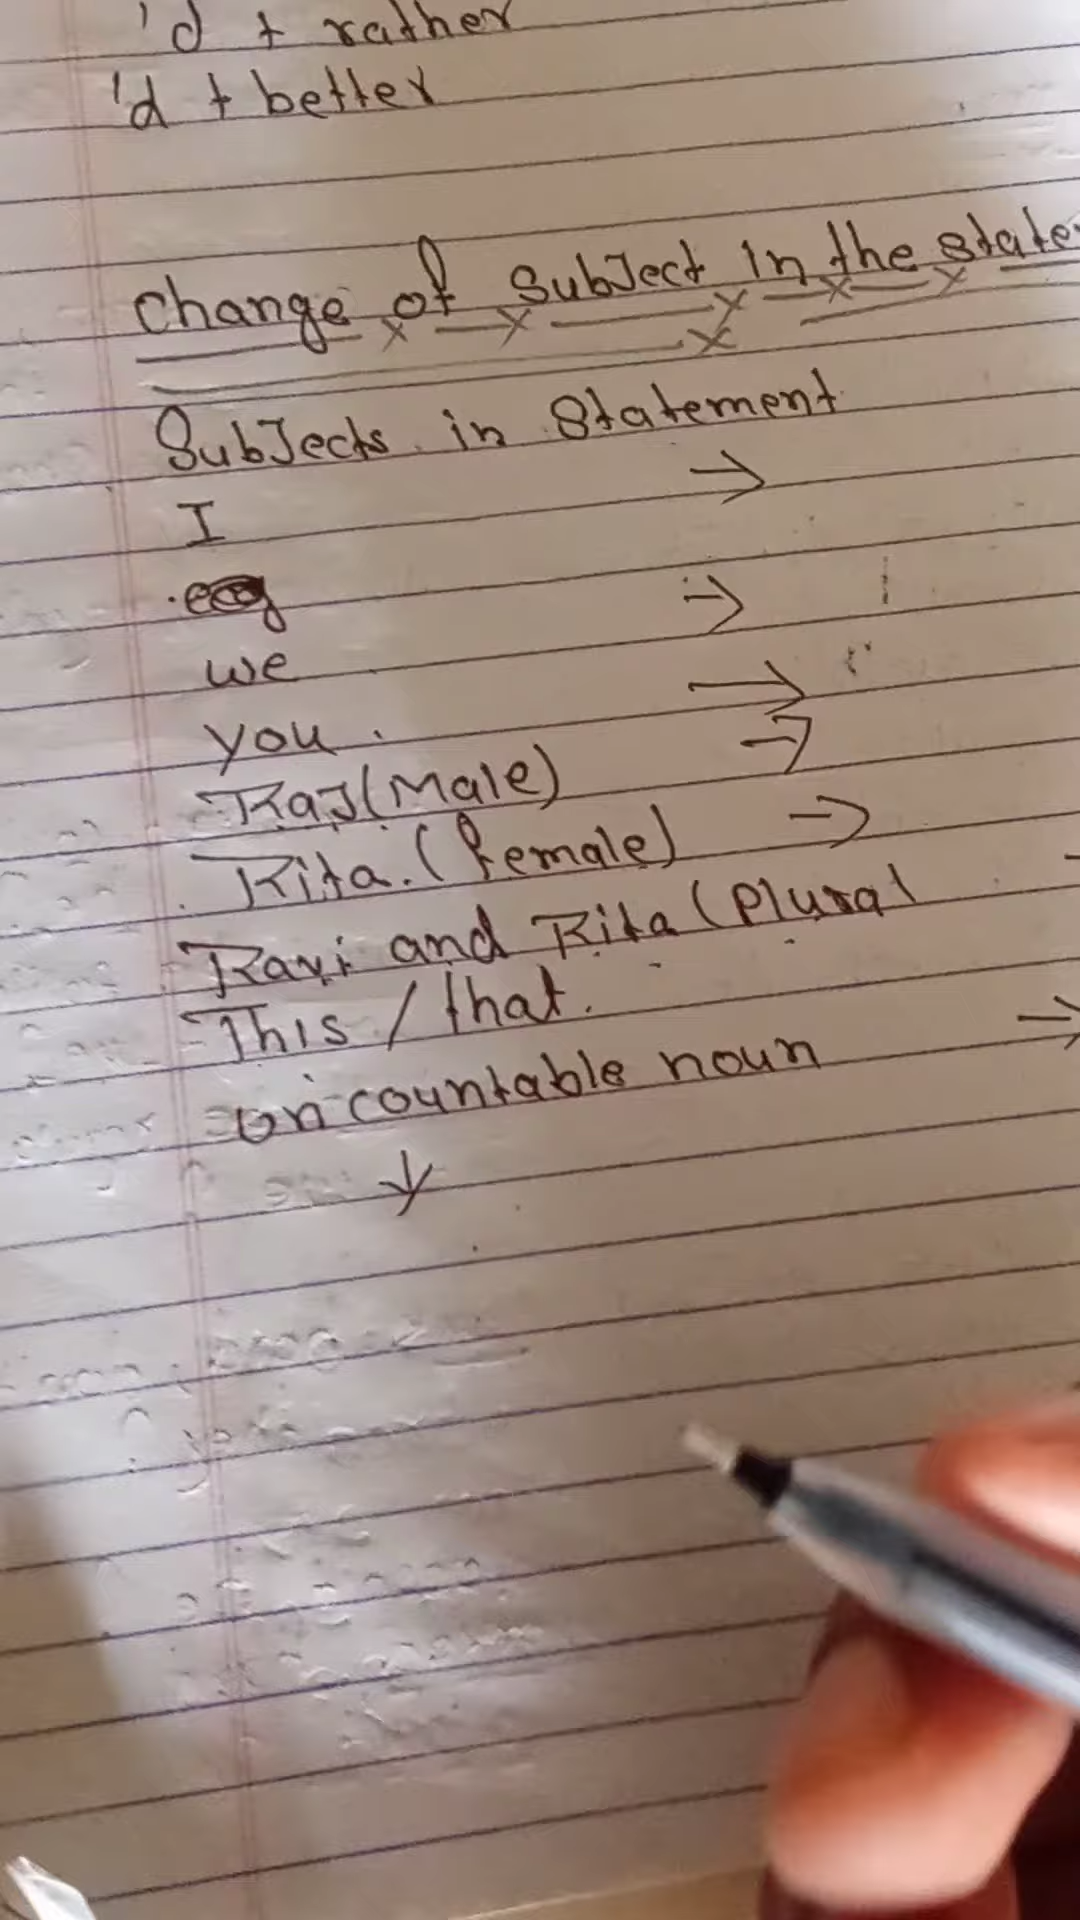 'd + rather
'd + better
Change of Subject in the state
Subjects in Statement
I →
→
we →
you. →
Raj (Male) →
Rita. (female)
Ravi and Rita (Plural
This / that. →
uncountable noun
↓